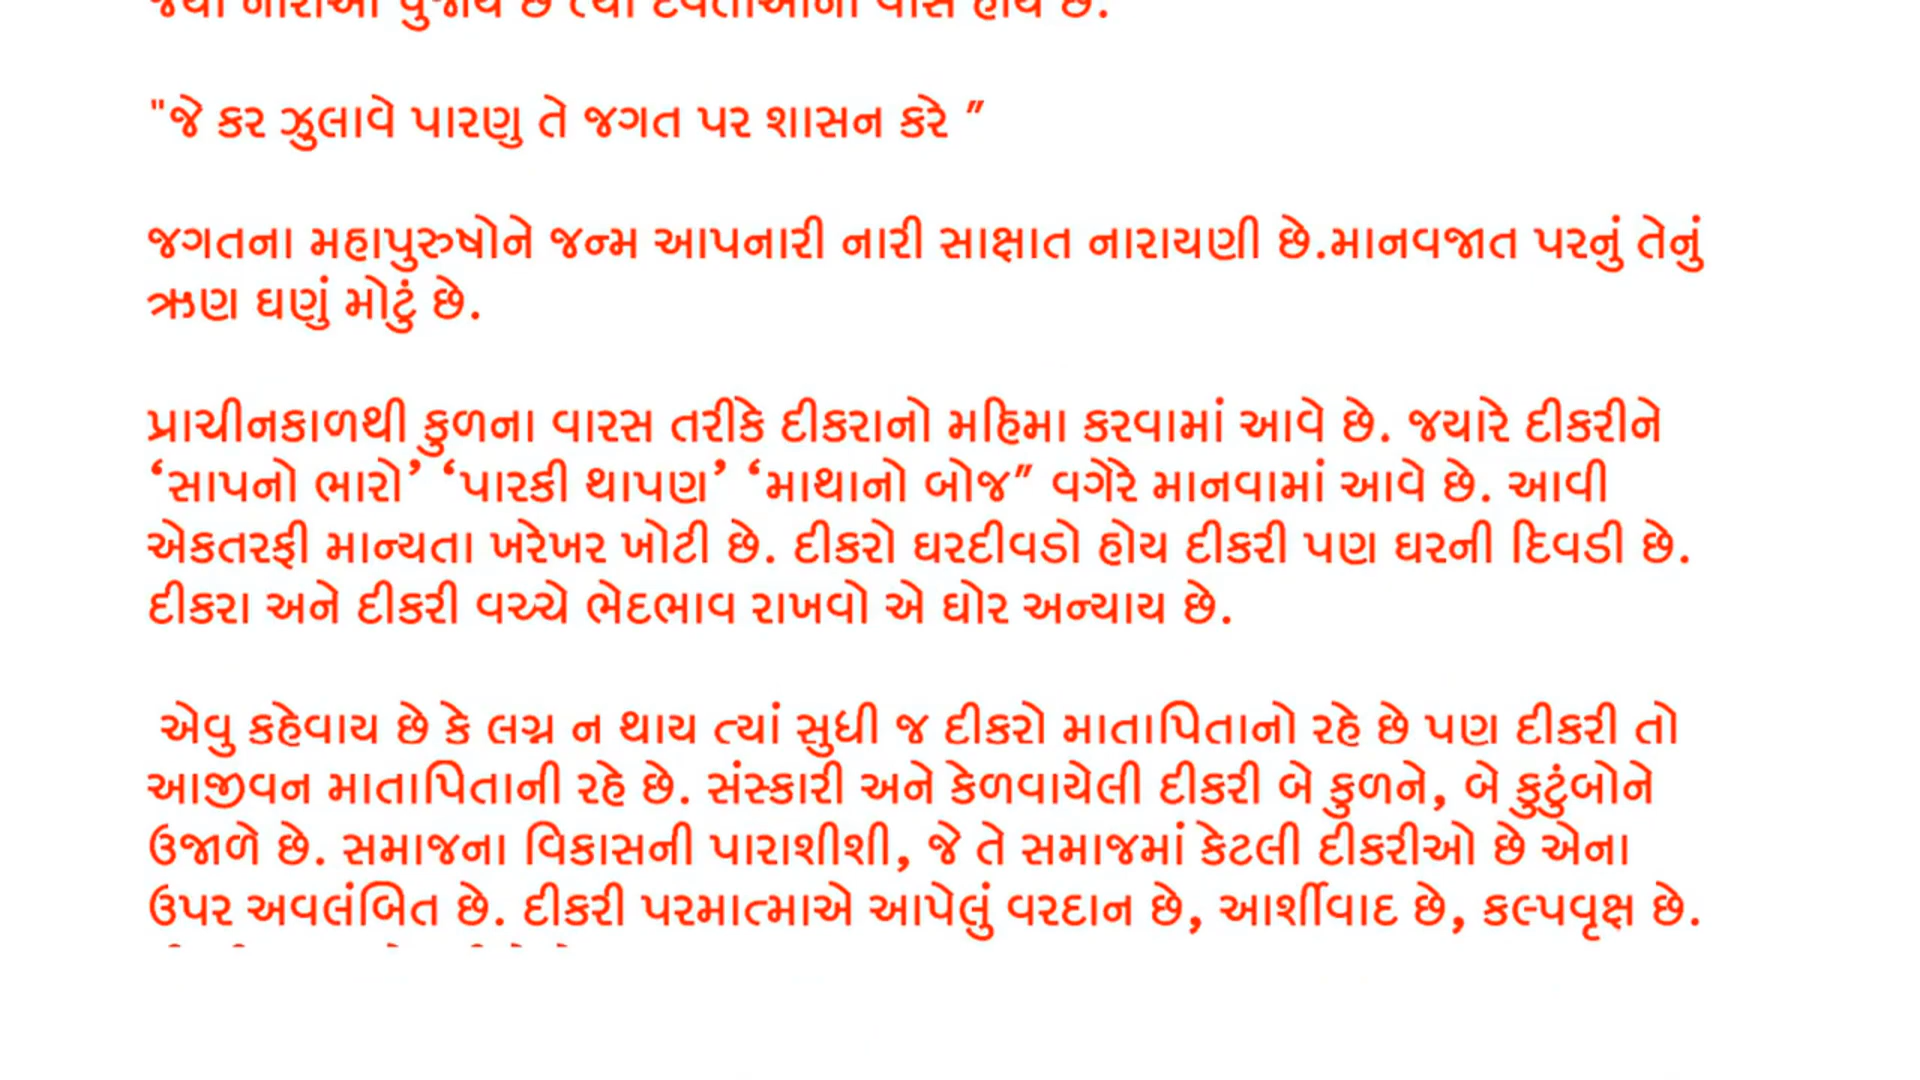 જયાં નારીઓ પુજાય છે ત્યાં દેવતાઓનો વાસ હોય છે.
"જે કર ઝુલાવે પારણુ તે જગત પર શાસન કરે ”
જગતના મહાપુરુષોને જન્મ આપનારી નારી સાક્ષાત નારાયણી છે.માનવજાત પરનું તેનું
ઋણ ઘણું મોટું છે.
પ્રાચીનકાળથી કુળના વારસ તરીકે દીકરાનો મહિમા કરવામાં આવે છે. જયારે દીકરીને
‘સાપનો ભારો’ ‘પારકી થાપણ’ ‘માથાનો બોજ” વગેરે માનવામાં આવે છે. આવી
એકતરફી માન્યતા ખરેખર ખોટી છે. દીકરો ઘરદીવડો હોય દીકરી પણ ઘરની દિવડી છે.
દીકરા અને દીકરી વચ્ચે ભેદભાવ રાખવો એ ઘોર અન્યાય છે.
એવુ કહેવાય છે કે લગ્ન ન થાય ત્યાં સુધી જ દીકરો માતાપિતાનો રહે છે પણ દીકરી તો
આજીવન માતાપિતાની રહે છે. સંસ્કારી અને કેળવાયેલી દીકરી બે કુળને, બે કુટુંબોને
ઉજાળે છે. સમાજના વિકાસની પારાશીશી, જે તે સમાજમાં કેટલી દીકરીઓ છે એના
ઉપર અવલંબિત છે. દીકરી પરમાત્માએ આપેલું વરદાન છે, આર્શીવાદ છે, કલ્પવૃક્ષ છે.